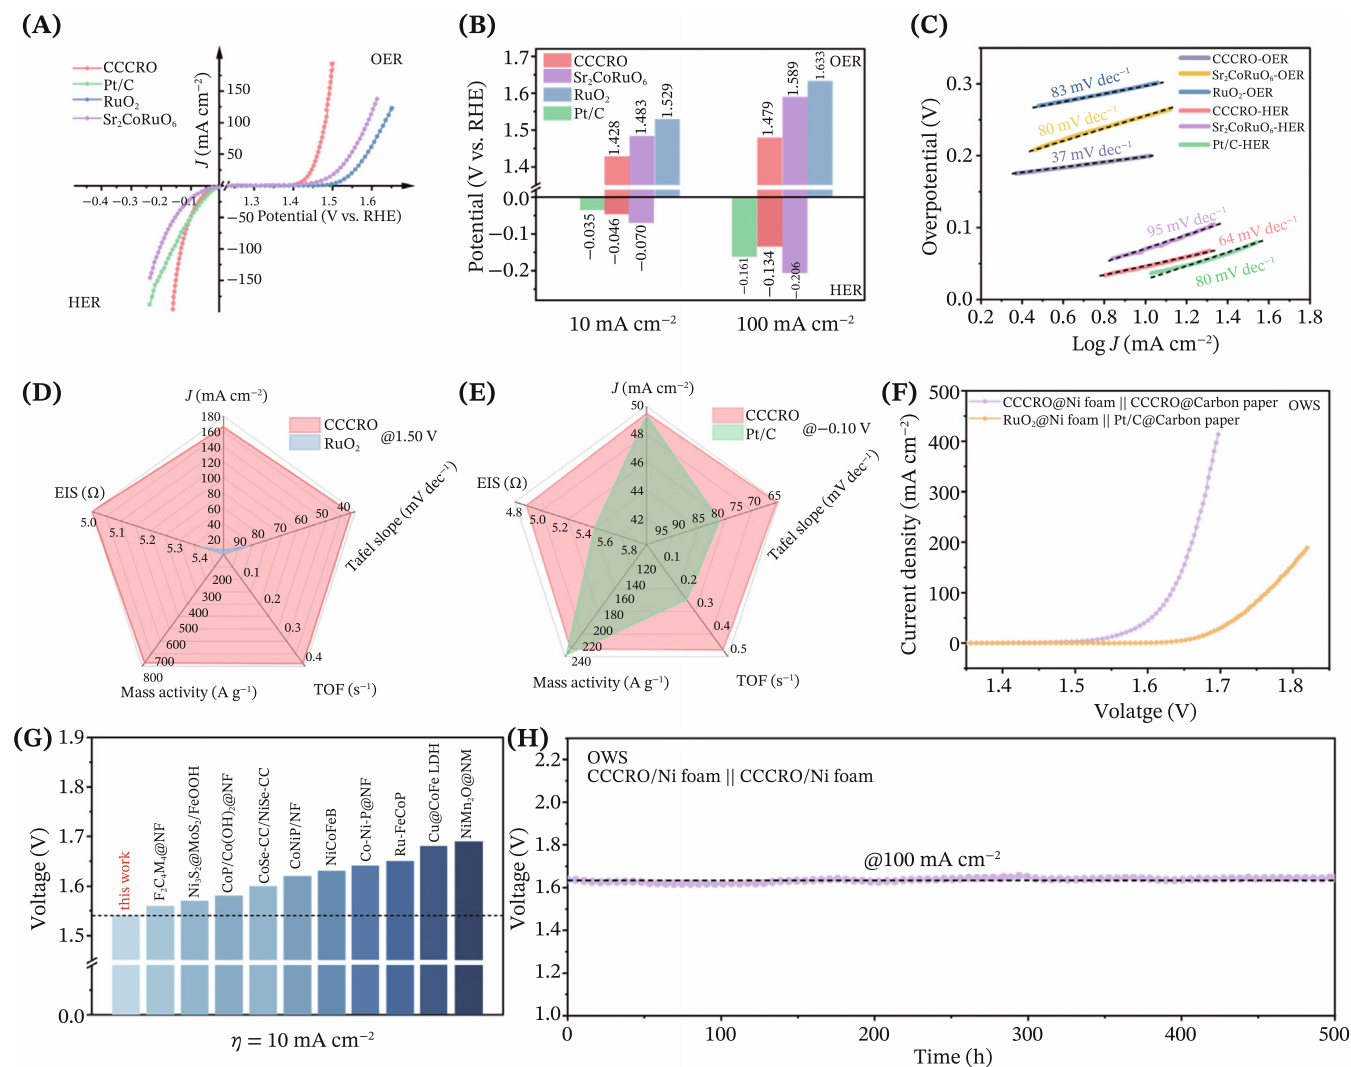 (A)
OER
CCCRO
Pt/C
RuO₂
Sr₂CoRuO₆
J (mA cm⁻²)
150
100
50
−0.4 −0.3 −0.2 −0.1
1.3 1.4 1.5 1.6
Potential (V vs. RHE)
−50
−100
−150
HER
(B)
CCCRO
Sr₂CoRuO₆
RuO₂
Pt/C
OER
Potential (V vs. RHE)
1.7
1.6
1.5
1.4
0.0
−0.1
−0.2
1.428
1.483
1.529
1.479
1.589
1.633
−0.035
−0.046
−0.070
−0.161
−0.134
−0.206
HER
10 mA cm⁻²
100 mA cm⁻²
(C)
CCCRO-OER
Sr₂CoRuO₆-OER
RuO₂-OER
CCCRO-HER
Sr₂CoRuO₆-HER
Pt/C-HER
83 mV dec⁻¹
80 mV dec⁻¹
37 mV dec⁻¹
95 mV dec⁻¹
64 mV dec⁻¹
80 mV dec⁻¹
Overpotential (V)
0.3
0.2
0.1
0.0
0.2 0.4 0.6 0.8 1.0 1.2 1.4 1.6 1.8
Log J (mA cm⁻²)
(D)
J (mA cm⁻²)
CCCRO
RuO₂
@1.50 V
180
160
140
120
100
80
60
40
20
EIS (Ω)
5.0 5.1 5.2 5.3 5.4
Tafel slope (mV dec⁻¹)
90 80 70 60 50 40
0.1
0.2
0.3
0.4
TOF (s⁻¹)
200
300
400
500
600
700
800
Mass activity (A g⁻¹)
(E)
J (mA cm⁻²)
CCCRO
Pt/C
@−0.10 V
50
48
46
44
42
EIS (Ω)
4.8 5.0 5.2 5.4 5.6 5.8
Tafel slope (mV dec⁻¹)
95 90 85 80 75 70 65
0.1
0.2
0.3
0.4
0.5
TOF (s⁻¹)
120
140
160
180
200
220
240
Mass activity (A g⁻¹)
(F)
CCCRO@Ni foam || CCCRO@Carbon paper
RuO₂@Ni foam || Pt/C@Carbon paper
OWS
Current density (mA cm⁻²)
500
400
300
200
100
0
1.4 1.5 1.6 1.7 1.8
Volatge (V)
(G)
Voltage (V)
1.9
1.8
1.7
1.6
1.5
0.0
this work
F₂C₄M₄@NF
Ni₃S₂@MoS₂/FeOOH
CoP/Co(OH)₂@NF
CoSe-CC/NiSe-CC
CoNiP/NF
NiCoFeB
Co-Ni-P@NF
Ru-FeCoP
Cu@CoFe LDH
NiMn₂O@NM
η = 10 mA cm⁻²
(H)
OWS
CCCRO/Ni foam || CCCRO/Ni foam
@100 mA cm⁻²
Voltage (V)
2.2
2.0
1.8
1.6
1.4
1.2
1.0
0 100 200 300 400 500
Time (h)